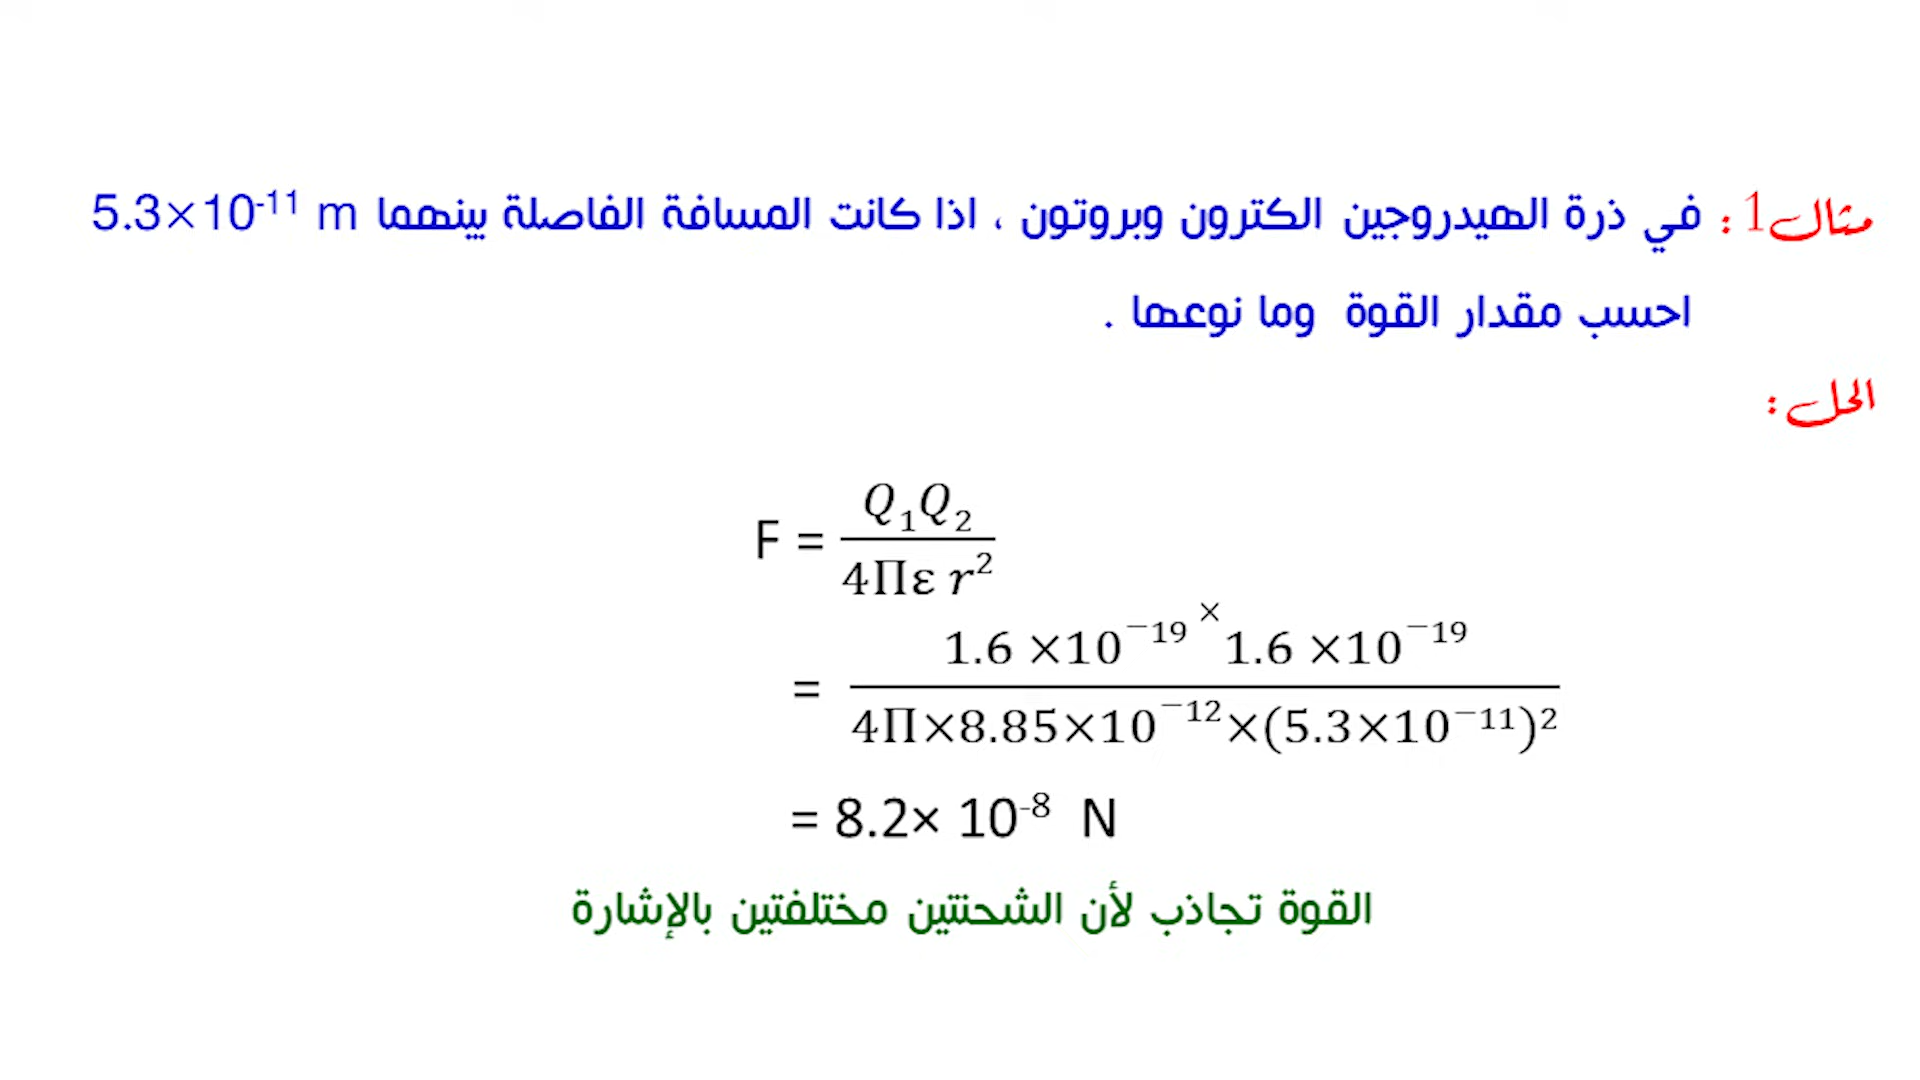 مثال 1 : في ذرة الهيدروجين الكترون وبروتون ، اذا كانت المسافة الفاصلة بينهما 5.3×10⁻¹¹ m
احسب مقدار القوة وما نوعها .
الحل :
F = Q₁Q₂ / 4Πε r²
= 1.6 ×10⁻¹⁹ × 1.6 ×10⁻¹⁹ / 4Π×8.85×10⁻¹²×(5.3×10⁻¹¹)²
= 8.2× 10⁻⁸ N
القوة تجاذب لأن الشحنتين مختلفتين بالإشارة